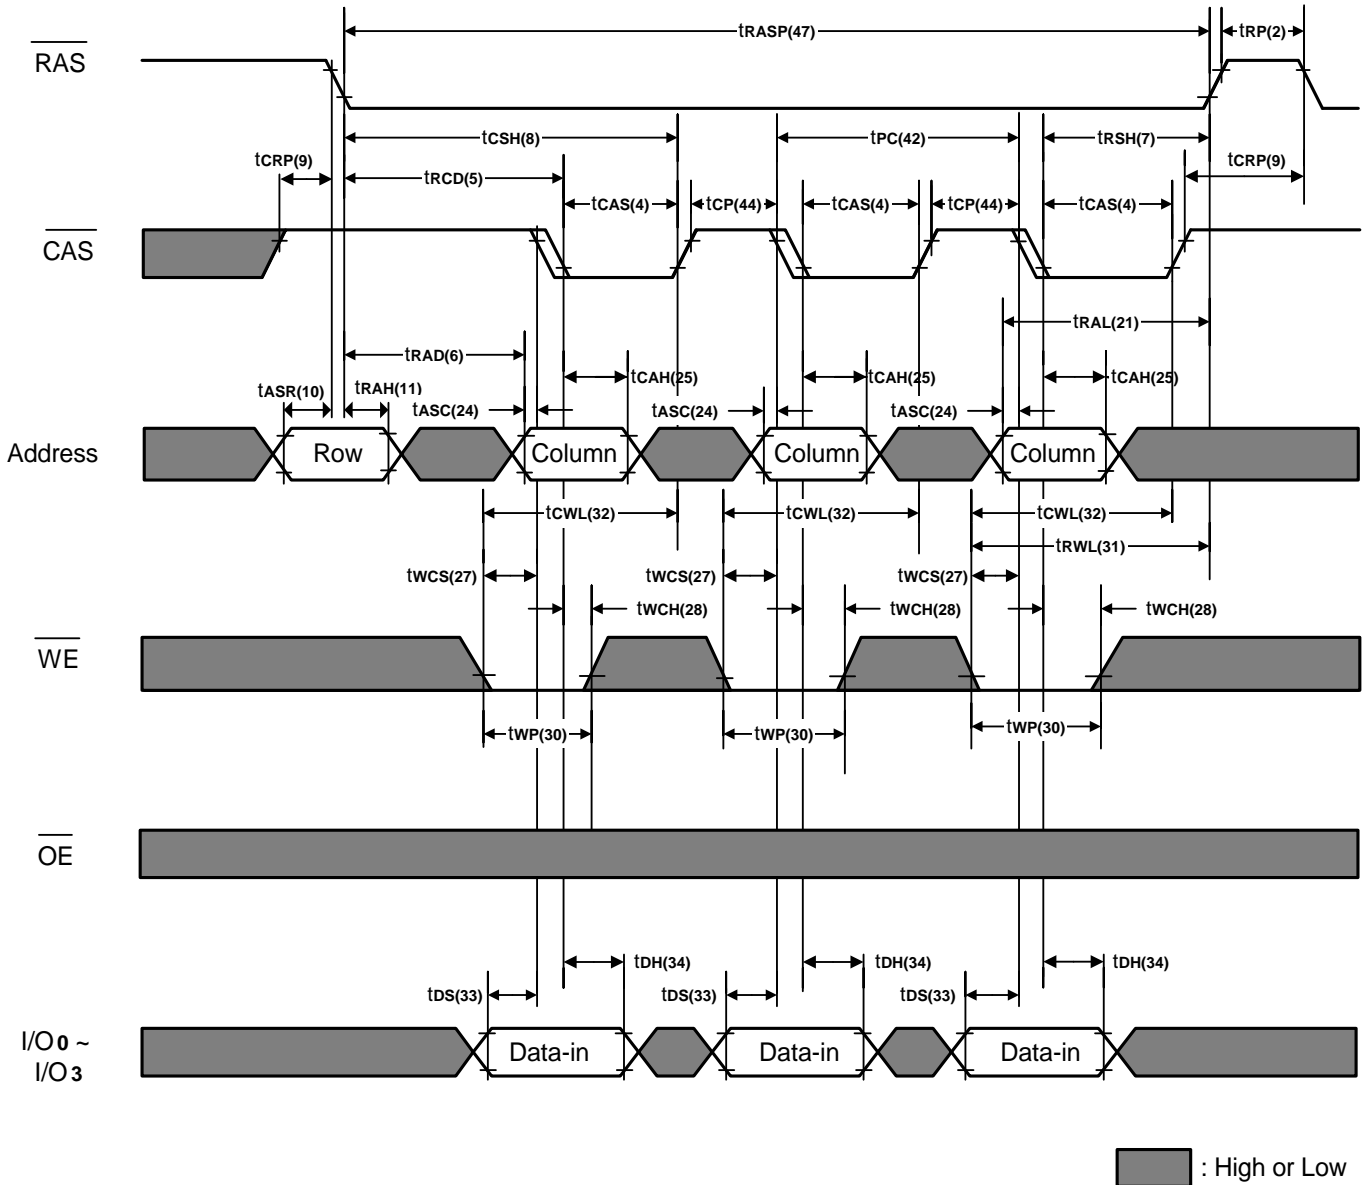 tRASP(47) tRP(2)
RAS
tCSH(8) tPC(42) tRSH(7)
tCRP(9) tCRP(9)
tRCD(5)
tCAS(4) tCP(44) tCAS(4) tCP(44) tCAS(4)
CAS
tRAL(21)
tRAD(6)
tCAH(25) tCAH(25) tCAH(25)
tASR(10) tRAH(11)
tASC(24) tASC(24) tASC(24)
Address Row Column Column Column
tCWL(32) tCWL(32) tCWL(32)
tRWL(31)
tWCS(27) tWCS(27) tWCS(27)
tWCH(28) tWCH(28) tWCH(28)
WE
tWP(30) tWP(30) tWP(30)
OE
tDH(34) tDH(34) tDH(34)
tDS(33) tDS(33) tDS(33)
I/O0 ~
I/O3
Data-in Data-in Data-in
: High or Low